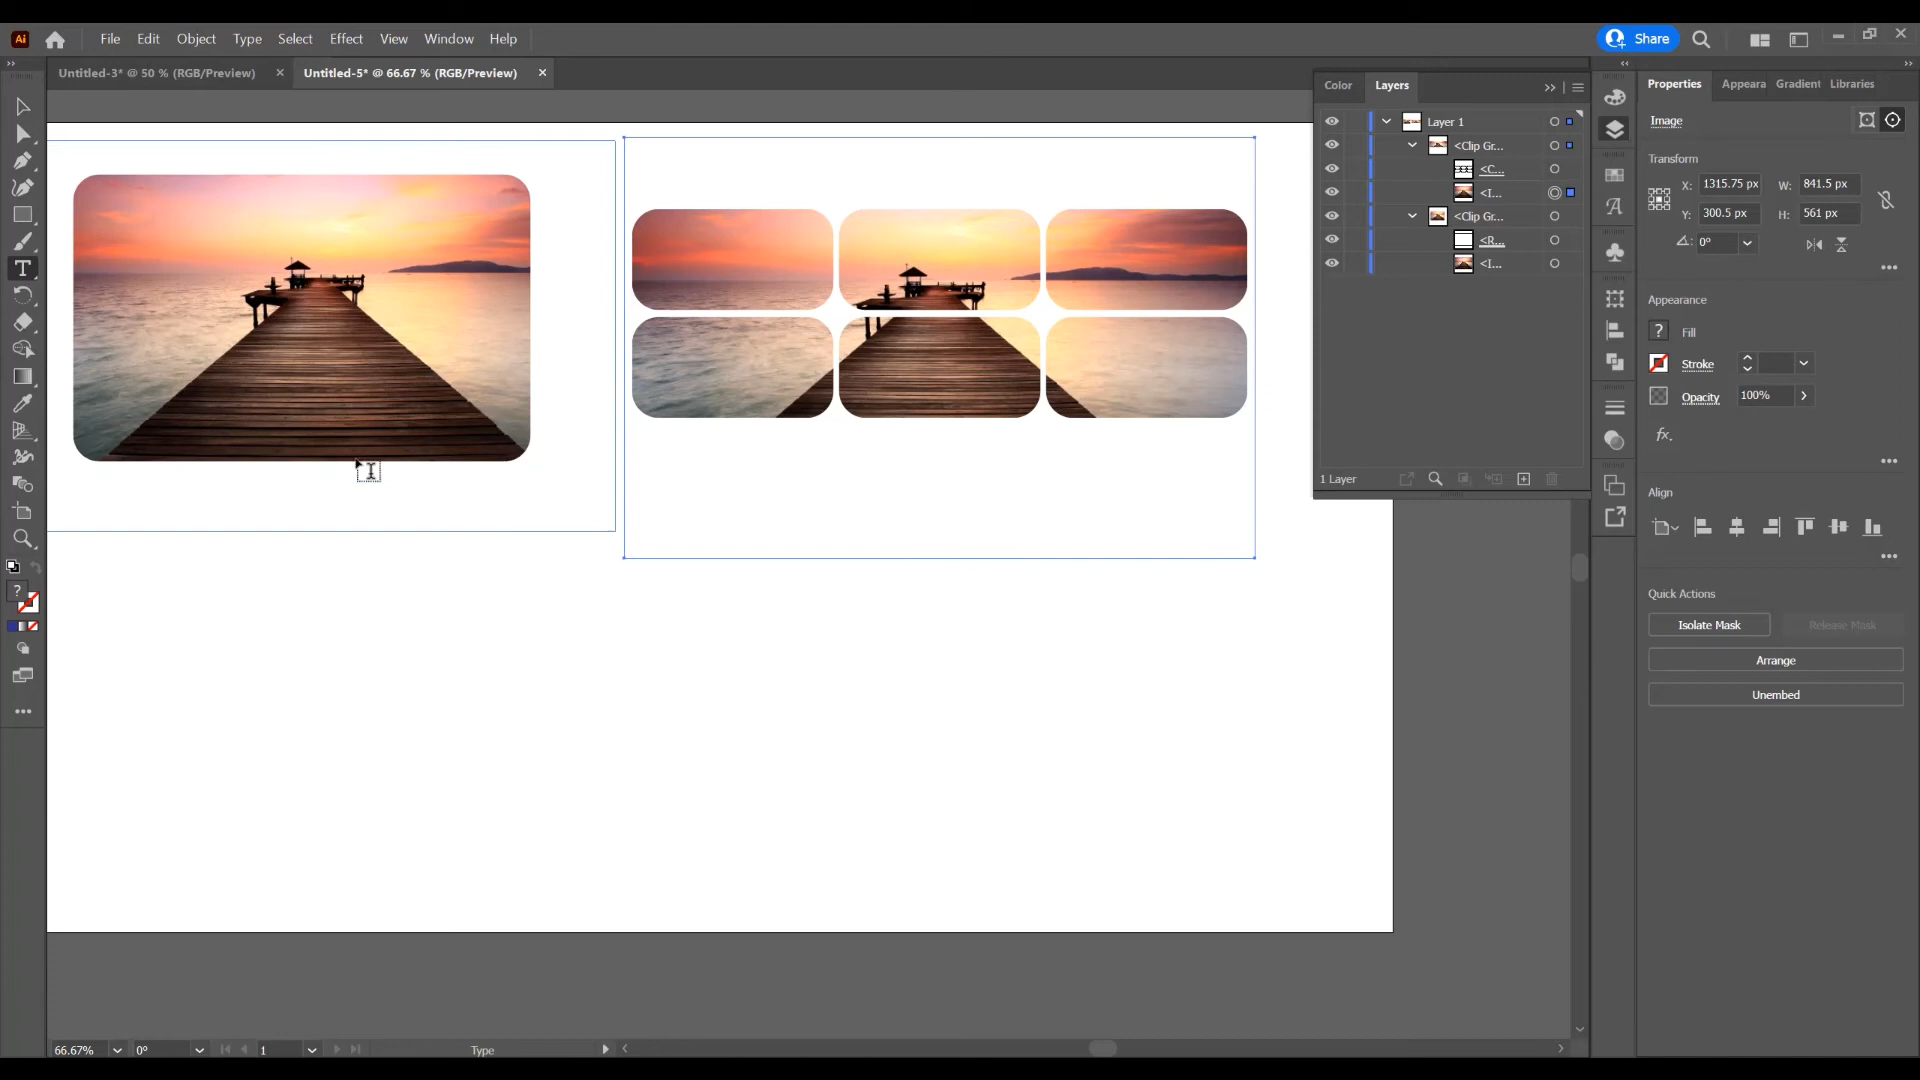 Ai File Edit Object Type Select Effect View Window Help Share
Untitled-3* @ 50 % (RGB/Preview) Untitled-5* @ 66.67 % (RGB/Preview)
Color Layers
Properties Appeara Gradient Libraries
Layer 1
<Clip Gr...
<C...
<I...
<Clip Gr...
<R...
<I...
1 Layer
Image
Transform
X: 1315.75 px W: 841.5 px
Y: 300.5 px H: 561 px
0°
Appearance
? Fill
Stroke
Opacity 100%
fx.
Align
Quick Actions
Isolate Mask Release Mask
Arrange
Unembed
T
?
66.67% 0° 1 Type